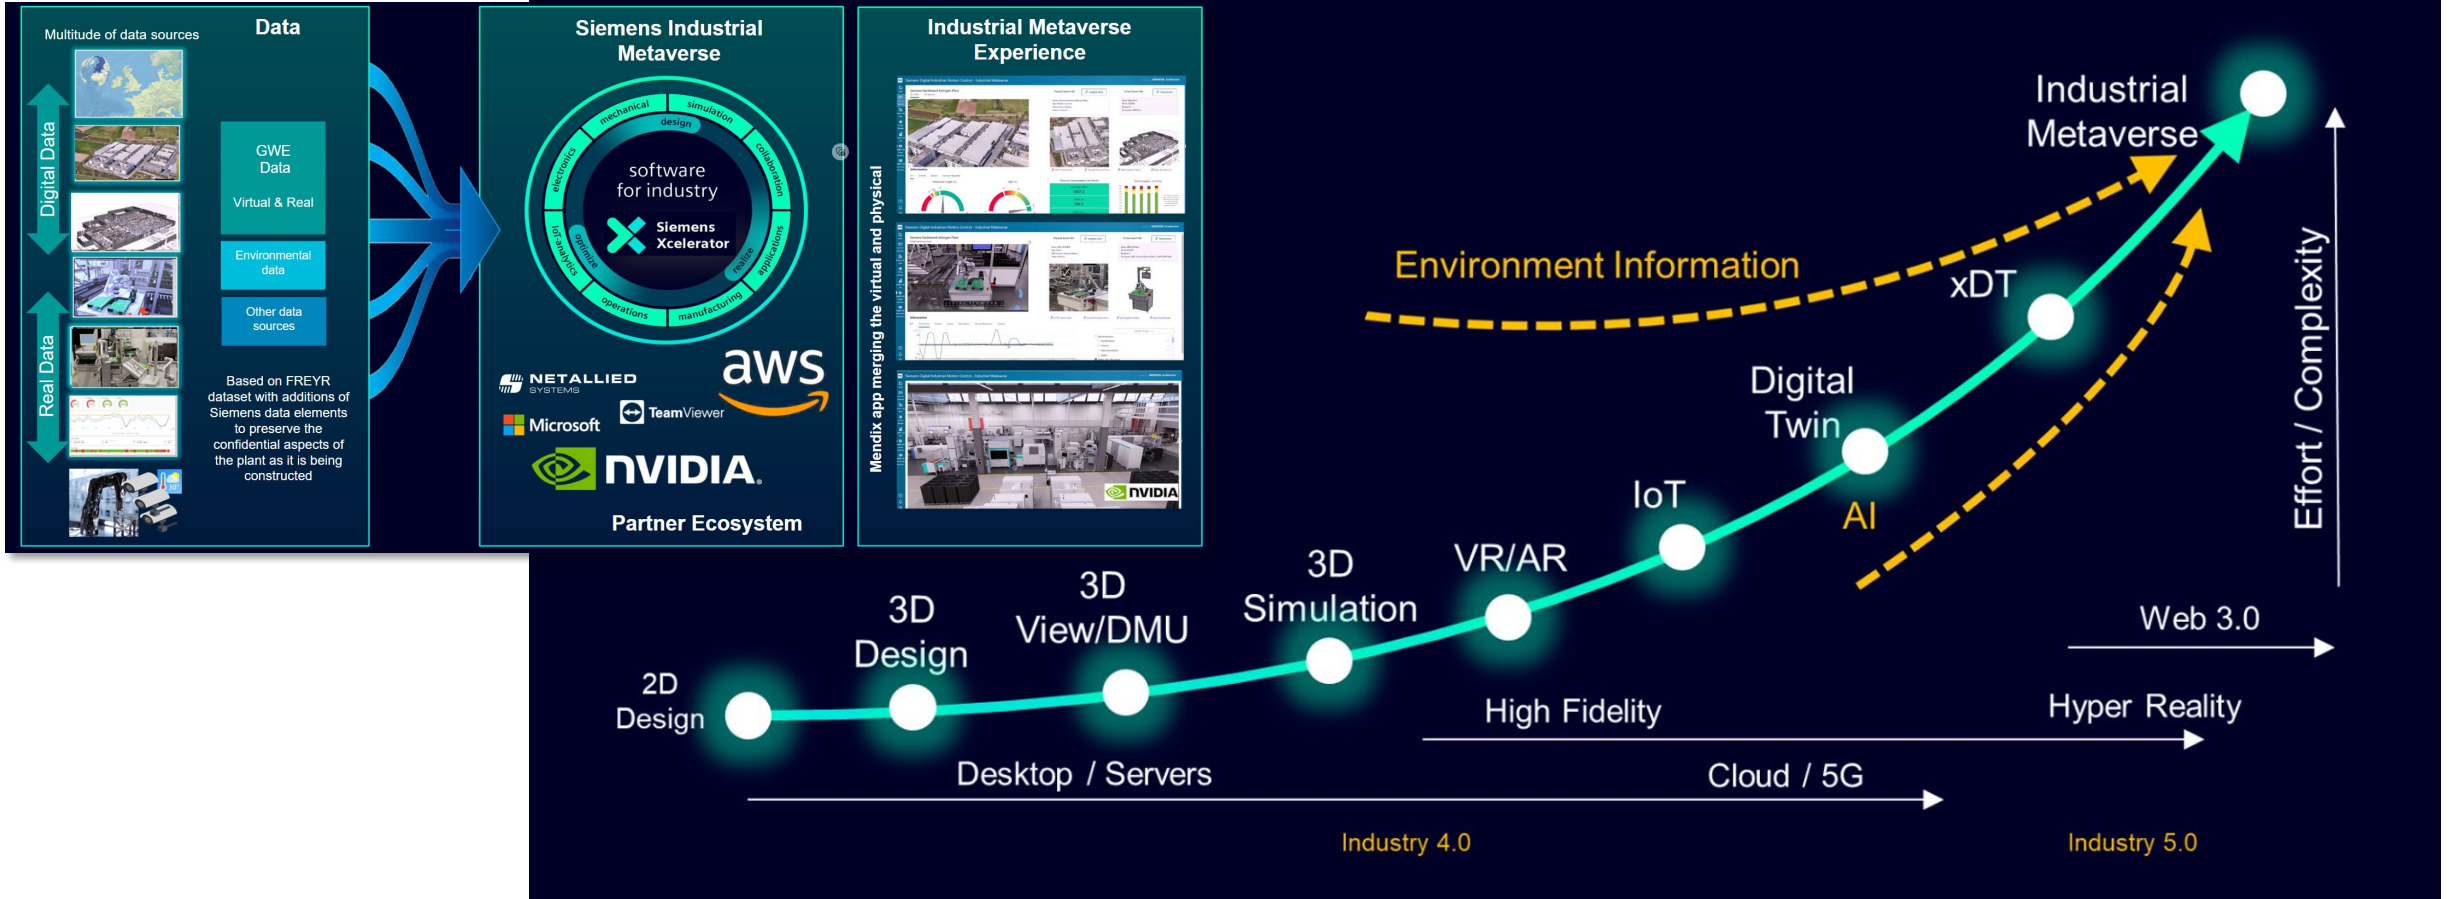 Multitude of data sources
Data
Digital Data
Real Data
GWE
Data
Virtual & Real
Environmental
data
Other data
sources
Based on FREYR
dataset with additions of
Siemens data elements
to preserve the
confidential aspects of
the plant as it is being
constructed
Siemens Industrial
Metaverse
mechanical
simulation
collaboration
applications
manufacturing
operations
IoT-analytics
electronics
design
realize
optimize
software
for industry
Siemens
Xcelerator
NETALLIED
SYSTEMS
aws
Microsoft
TeamViewer
NVIDIA.
Partner Ecosystem
Industrial Metaverse
Experience
Mendix app merging the virtual and physical
NVIDIA
Industrial
Metaverse
Environment Information
xDT
Digital
Twin
AI
IoT
VR/AR
3D
Simulation
3D
View/DMU
3D
Design
2D
Design
Effort / Complexity
Web 3.0
High Fidelity
Hyper Reality
Desktop / Servers
Cloud / 5G
Industry 4.0
Industry 5.0